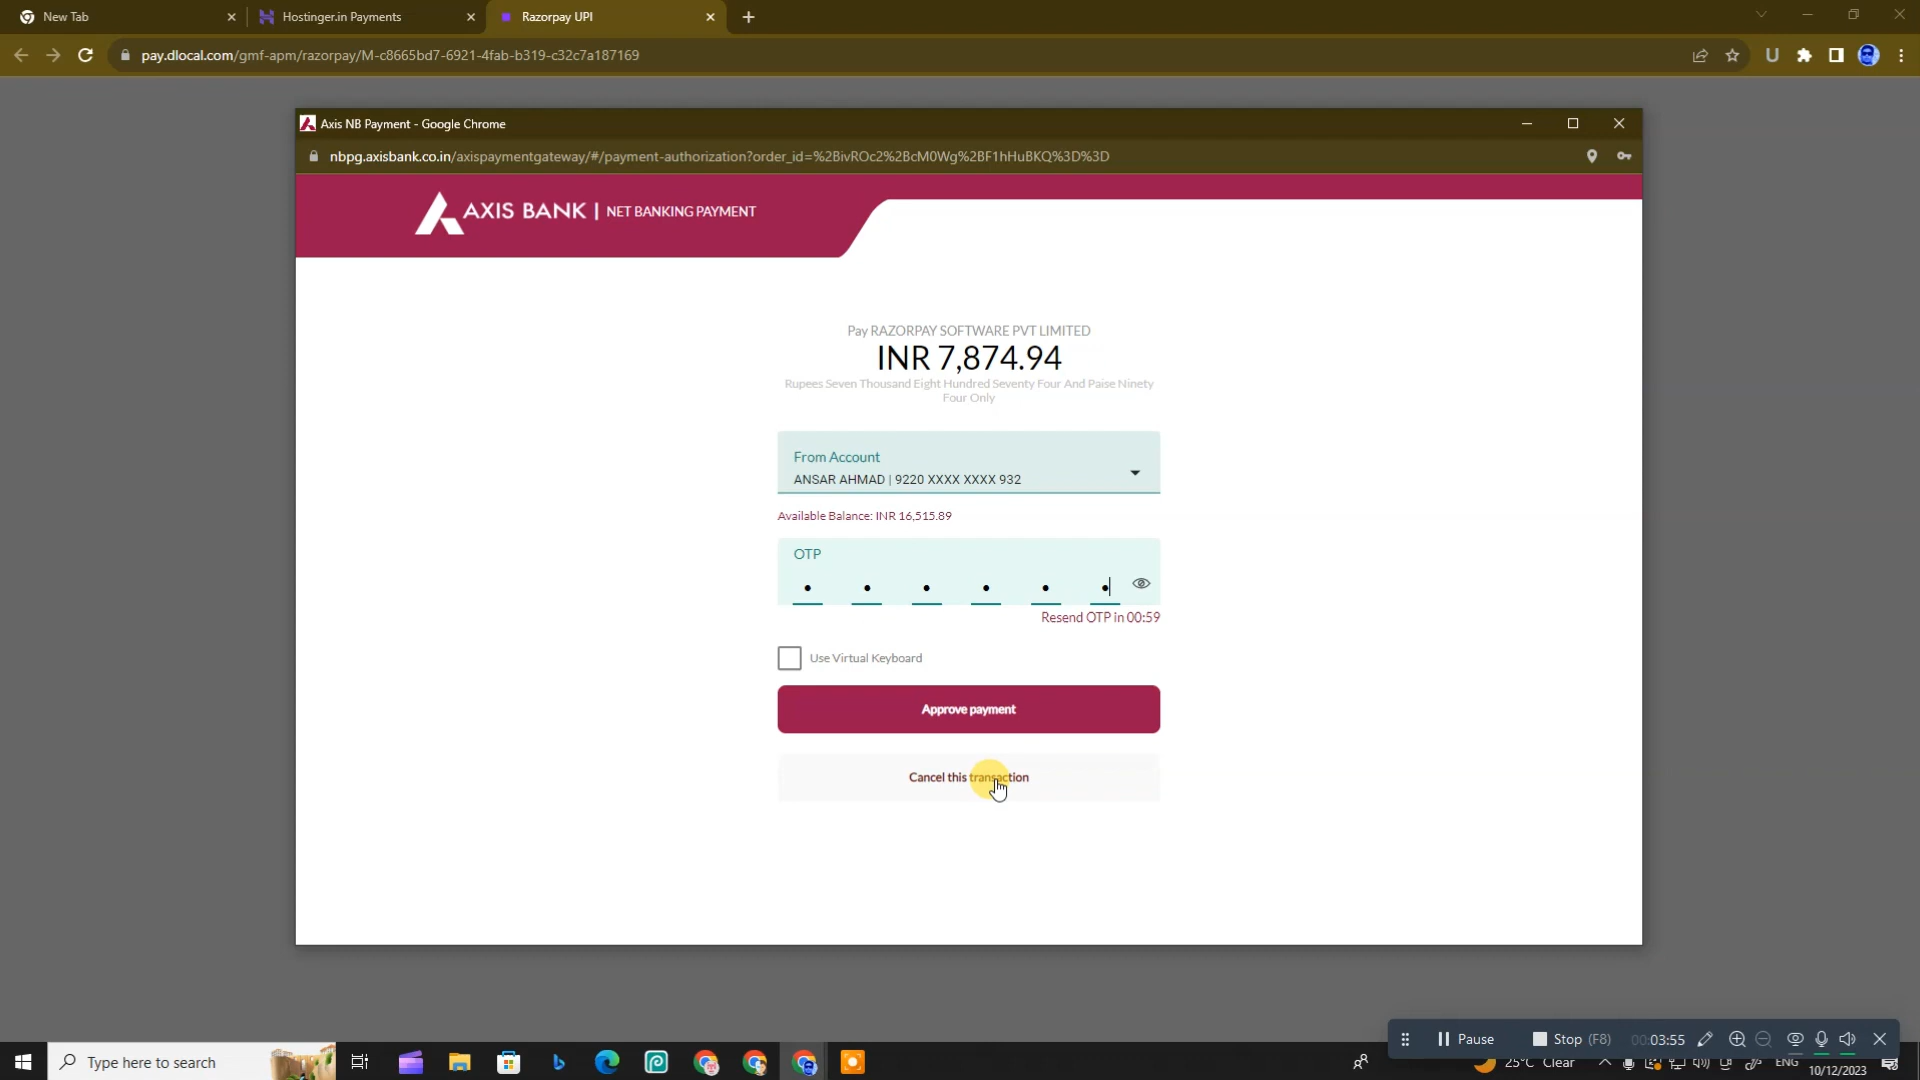 New Tab
Hostinger.in Payments
Razorpay UPI
pay.dlocal.com/gmf-apm/razorpay/M-c8665bd7-6921-4fab-b319-c32c7a187169
Axis NB Payment - Google Chrome
nbpg.axisbank.co.in/axispaymentgateway/#/payment-authorization?order_id=%2BivROc2%2BcM0Wg%2BF1hHuBKQ%3D%3D
AXIS BANK | NET BANKING PAYMENT
Pay RAZORPAY SOFTWARE PVT LIMITED
INR 7,874.94
Rupees Seven Thousand Eight Hundred Seventy Four And Paise Ninety
Four Only
From Account
ANSAR AHMAD | 9220 XXXX XXXX 932
Available Balance: INR 16,515.89
OTP
Resend OTP in 00:59
Use Virtual Keyboard
Approve payment
Cancel this transaction
Pause
Stop (F8)
00:03:55
Type here to search
25°C Clear
ENG
10/12/2023